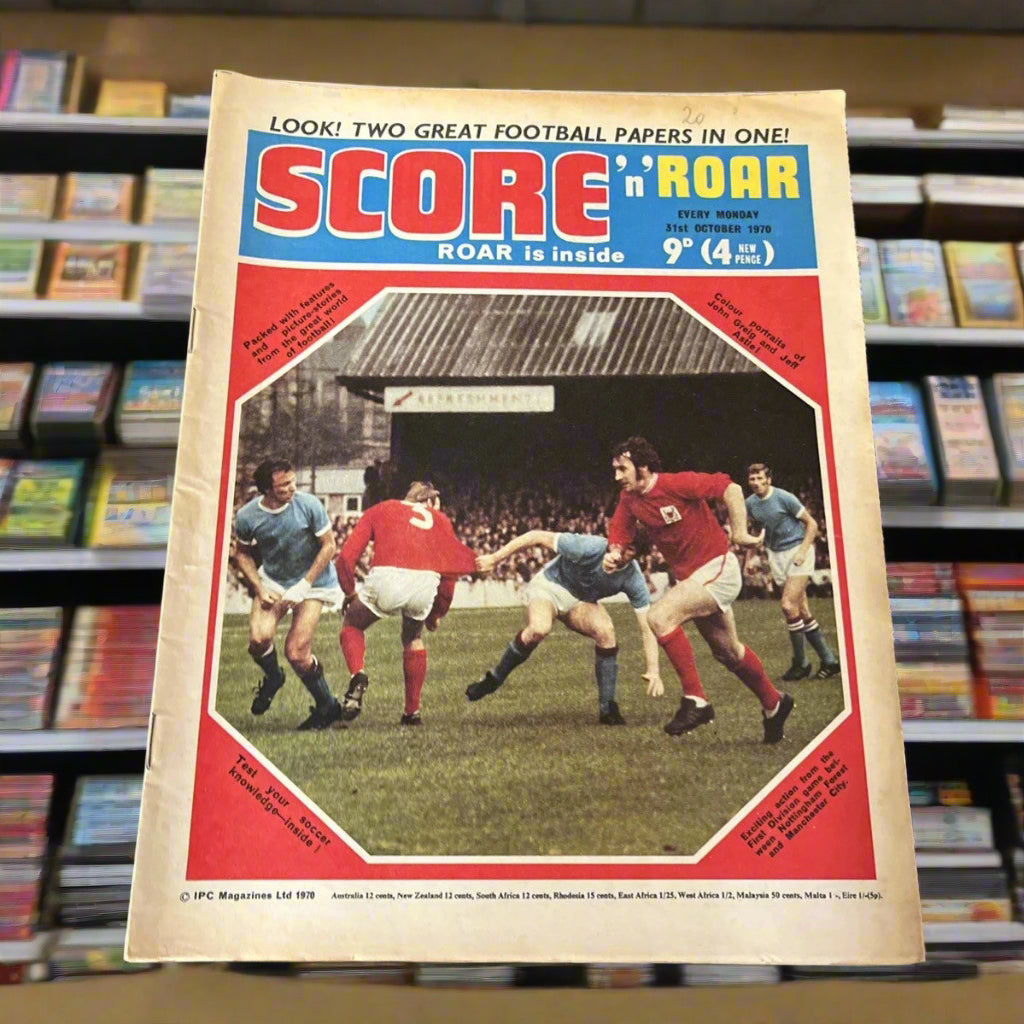 20
LOOK! TWO GREAT FOOTBALL PAPERS IN ONE!
SCORE 'n' ROAR
EVERY MONDAY
31st OCTOBER 1970
ROAR is inside
9D (4 NEW PENCE)
Packed with features
and picture-stories
from the great world
of football!
Colour portraits of
John Greig and Jeff
Astle!
REFRESHMENTS
5
Test your soccer
knowledge—inside!
Exciting action from the
First Division game bet-
ween Nottingham Forest
and Manchester City.
© IPC Magazines Ltd 1970 Australia 12 cents, New Zealand 12 cents, South Africa 12 cents, Rhodesia 15 cents, East Africa 1/25, West Africa 1/2, Malaysia 50 cents, Malta 1/-, Eire 1/-(5p).